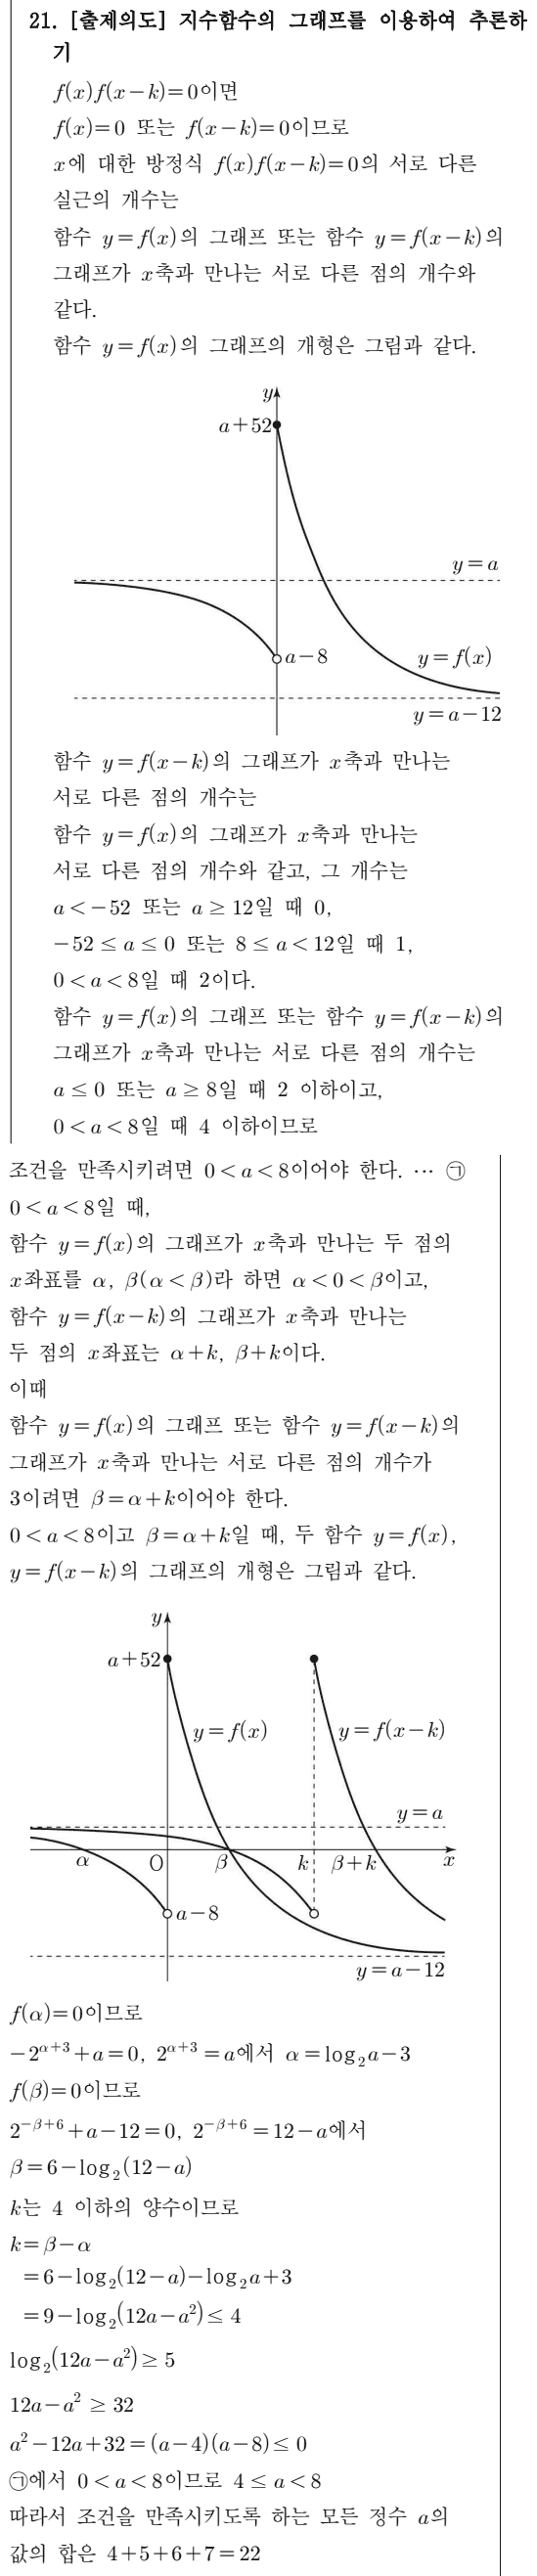 21. [출제의도] 지수함수의 그래프를 이용하여 추론하
기
f(x)f(x−k)=0이면
f(x)=0 또는 f(x−k)=0이므로
x에 대한 방정식 f(x)f(x−k)=0의 서로 다른
실근의 개수는
함수 y=f(x)의 그래프 또는 함수 y=f(x−k)의
그래프가 x축과 만나는 서로 다른 점의 개수와
같다.
함수 y=f(x)의 그래프의 개형은 그림과 같다.
y
a+52
y=a
a−8
y=f(x)
y=a−12
함수 y=f(x−k)의 그래프가 x축과 만나는
서로 다른 점의 개수는
함수 y=f(x)의 그래프가 x축과 만나는
서로 다른 점의 개수와 같고, 그 개수는
a<−52 또는 a≥12일 때 0,
−52≤a≤0 또는 8≤a<12일 때 1,
0<a<8일 때 2이다.
함수 y=f(x)의 그래프 또는 함수 y=f(x−k)의
그래프가 x축과 만나는 서로 다른 점의 개수는
a≤0 또는 a≥8일 때 2 이하이고,
0<a<8일 때 4 이하이므로
조건을 만족시키려면 0<a<8이어야 한다. ⋯ ㉠
0<a<8일 때,
함수 y=f(x)의 그래프가 x축과 만나는 두 점의
x좌표를 α, β(α<β)라 하면 α<0<β이고,
함수 y=f(x−k)의 그래프가 x축과 만나는
두 점의 x좌표는 α+k, β+k이다.
이때
함수 y=f(x)의 그래프 또는 함수 y=f(x−k)의
그래프가 x축과 만나는 서로 다른 점의 개수가
3이려면 β=α+k이어야 한다.
0<a<8이고 β=α+k일 때, 두 함수 y=f(x),
y=f(x−k)의 그래프의 개형은 그림과 같다.
y
a+52
y=f(x)
y=f(x−k)
y=a
α
O
β
k
β+k
x
a−8
y=a−12
f(α)=0이므로
−2^{α+3}+a=0, 2^{α+3}=a에서 α=log₂a−3
f(β)=0이므로
2^{−β+6}+a−12=0, 2^{−β+6}=12−a에서
β=6−log₂(12−a)
k는 4 이하의 양수이므로
k=β−α
=6−log₂(12−a)−log₂a+3
=9−log₂(12a−a²)≤4
log₂(12a−a²)≥5
12a−a²≥32
a²−12a+32=(a−4)(a−8)≤0
㉠에서 0<a<8이므로 4≤a<8
따라서 조건을 만족시키도록 하는 모든 정수 a의
값의 합은 4+5+6+7=22